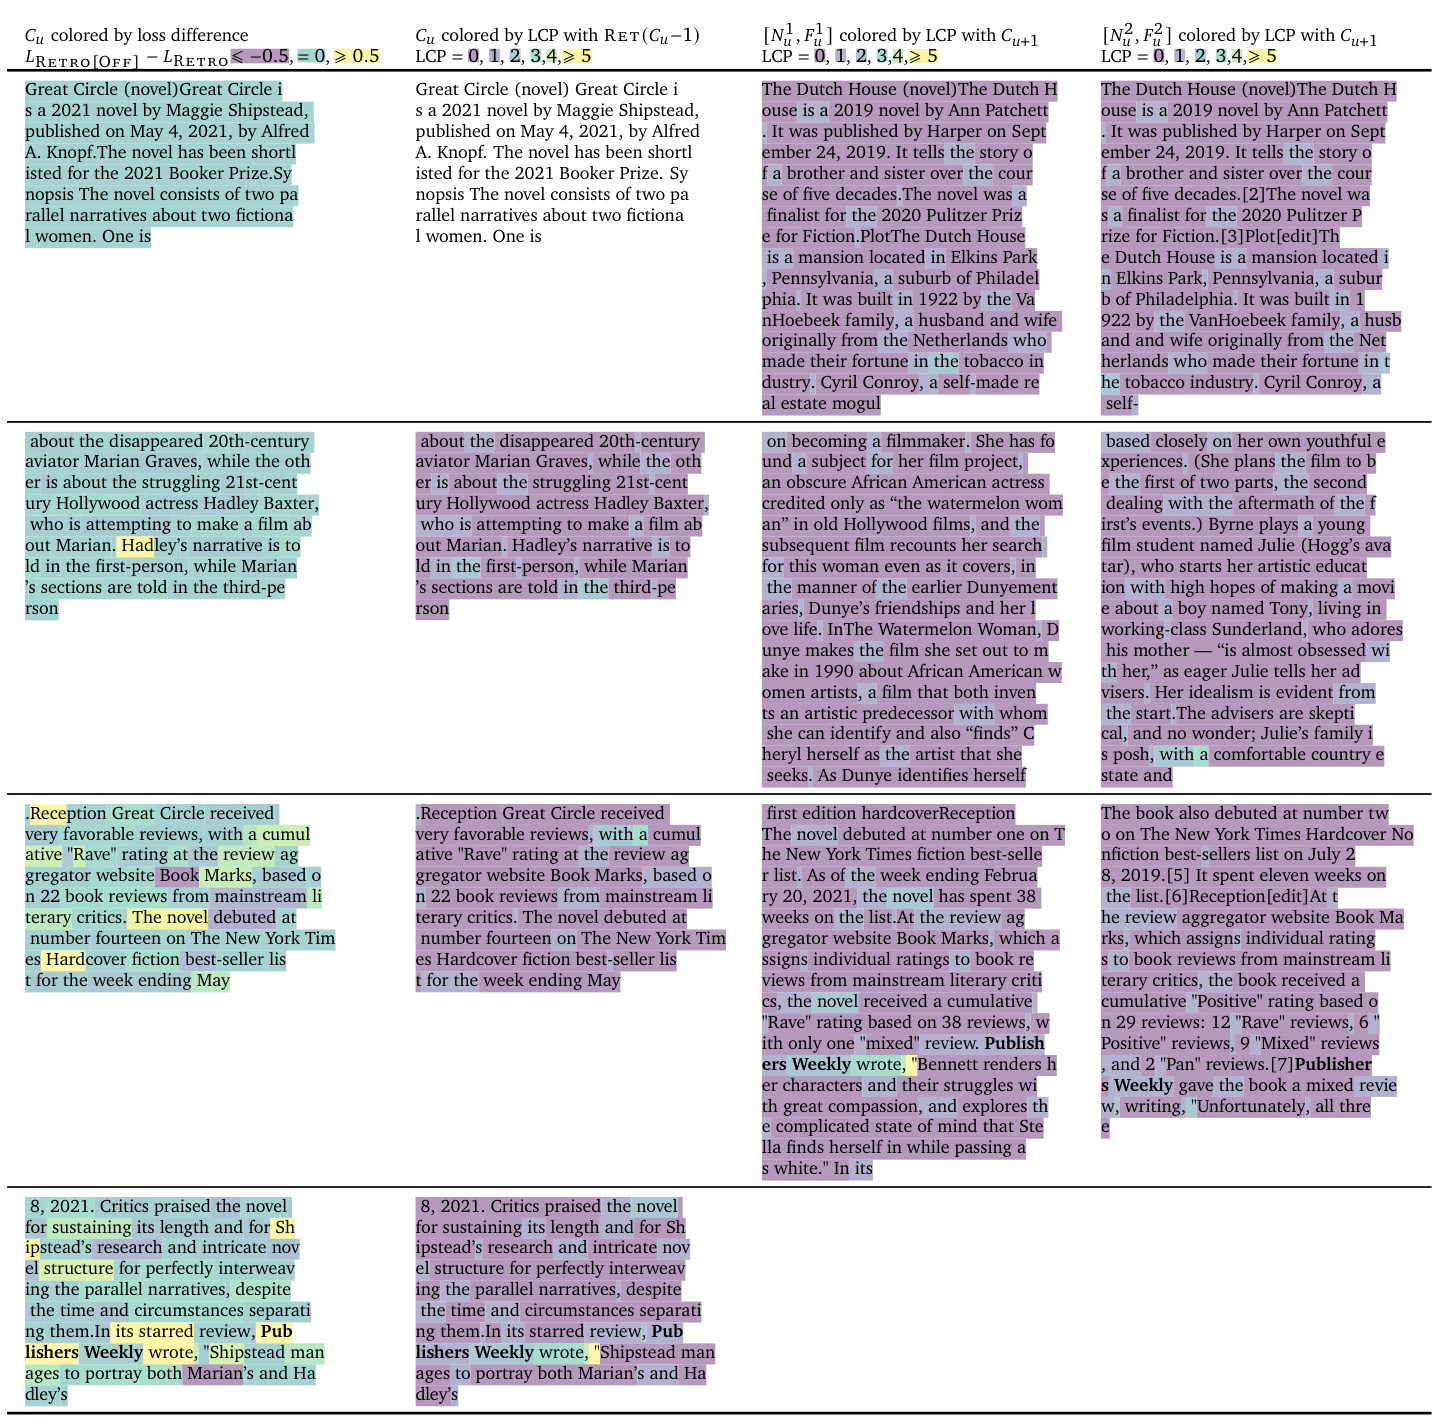 C_u colored by loss difference
L_RETRO[OFF] − L_RETRO ⩽ −0.5, = 0, ⩾ 0.5
C_u colored by LCP with RET(C_u−1)
LCP = 0, 1, 2, 3,4,⩾ 5
[N_u^1, F_u^1] colored by LCP with C_{u+1}
LCP = 0, 1, 2, 3,4,⩾ 5
[N_u^2, F_u^2] colored by LCP with C_{u+1}
LCP = 0, 1, 2, 3,4,⩾ 5
Great Circle (novel)Great Circle i
s a 2021 novel by Maggie Shipstead,
published on May 4, 2021, by Alfred
A. Knopf.The novel has been shortl
isted for the 2021 Booker Prize.Sy
nopsis The novel consists of two pa
rallel narratives about two fictiona
l women. One is
Great Circle (novel) Great Circle i
s a 2021 novel by Maggie Shipstead,
published on May 4, 2021, by Alfred
A. Knopf. The novel has been shortl
isted for the 2021 Booker Prize. Sy
nopsis The novel consists of two pa
rallel narratives about two fictiona
l women. One is
The Dutch House (novel)The Dutch H
ouse is a 2019 novel by Ann Patchett
. It was published by Harper on Sept
ember 24, 2019. It tells the story o
f a brother and sister over the cour
se of five decades.The novel was a
finalist for the 2020 Pulitzer Priz
e for Fiction.PlotThe Dutch House
is a mansion located in Elkins Park
, Pennsylvania, a suburb of Philadel
phia. It was built in 1922 by the Va
nHoebeek family, a husband and wife
originally from the Netherlands who
made their fortune in the tobacco in
dustry. Cyril Conroy, a self-made re
al estate mogul
The Dutch House (novel)The Dutch H
ouse is a 2019 novel by Ann Patchett
. It was published by Harper on Sept
ember 24, 2019. It tells the story o
f a brother and sister over the cour
se of five decades.[2]The novel wa
s a finalist for the 2020 Pulitzer P
rize for Fiction.[3]Plot[edit]Th
e Dutch House is a mansion located i
n Elkins Park, Pennsylvania, a subur
b of Philadelphia. It was built in 1
922 by the VanHoebeek family, a husb
and and wife originally from the Net
herlands who made their fortune in t
he tobacco industry. Cyril Conroy, a
self-
about the disappeared 20th-century
aviator Marian Graves, while the oth
er is about the struggling 21st-cent
ury Hollywood actress Hadley Baxter,
who is attempting to make a film ab
out Marian. Hadley's narrative is to
ld in the first-person, while Marian
's sections are told in the third-pe
rson
about the disappeared 20th-century
aviator Marian Graves, while the oth
er is about the struggling 21st-cent
ury Hollywood actress Hadley Baxter,
who is attempting to make a film ab
out Marian. Hadley's narrative is to
ld in the first-person, while Marian
's sections are told in the third-pe
rson
on becoming a filmmaker. She has fo
und a subject for her film project,
an obscure African American actress
credited only as “the watermelon wom
an” in old Hollywood films, and the
subsequent film recounts her search
for this woman even as it covers, in
the manner of the earlier Dunyement
aries, Dunye’s friendships and her l
ove life. InThe Watermelon Woman, D
unye makes the film she set out to m
ake in 1990 about African American w
omen artists, a film that both inven
ts an artistic predecessor with whom
she can identify and also “finds” C
heryl herself as the artist that she
seeks. As Dunye identifies herself
based closely on her own youthful e
xperiences. (She plans the film to b
e the first of two parts, the second
dealing with the aftermath of the f
irst’s events.) Byrne plays a young
film student named Julie (Hogg’s ava
tar), who starts her artistic educat
ion with high hopes of making a movi
e about a boy named Tony, living in
working-class Sunderland, who adores
his mother — “is almost obsessed wi
th her,” as eager Julie tells her ad
visers. Her idealism is evident from
the start.The advisers are skepti
cal, and no wonder; Julie’s family i
s posh, with a comfortable country e
state and
.Reception Great Circle received
very favorable reviews, with a cumul
ative "Rave" rating at the review ag
gregator website Book Marks, based o
n 22 book reviews from mainstream li
terary critics. The novel debuted at
number fourteen on The New York Tim
es Hardcover fiction best-seller lis
t for the week ending May
.Reception Great Circle received
very favorable reviews, with a cumul
ative "Rave" rating at the review ag
gregator website Book Marks, based o
n 22 book reviews from mainstream li
terary critics. The novel debuted at
number fourteen on The New York Tim
es Hardcover fiction best-seller lis
t for the week ending May
first edition hardcoverReception
The novel debuted at number one on T
he New York Times fiction best-selle
r list. As of the week ending Februa
ry 20, 2021, the novel has spent 38
weeks on the list.At the review ag
gregator website Book Marks, which a
ssigns individual ratings to book re
views from mainstream literary criti
cs, the novel received a cumulative
"Rave" rating based on 38 reviews, w
ith only one "mixed" review. Publish
ers Weekly wrote, "Bennett renders h
er characters and their struggles wi
th great compassion, and explores th
e complicated state of mind that Ste
lla finds herself in while passing a
s white." In its
The book also debuted at number tw
o on The New York Times Hardcover No
nfiction best-sellers list on July 2
8, 2019.[5] It spent eleven weeks on
the list.[6]Reception[edit]At t
he review aggregator website Book Ma
rks, which assigns individual rating
s to book reviews from mainstream li
terary critics, the book received a
cumulative "Positive" rating based o
n 29 reviews: 12 "Rave" reviews, 6 "
Positive" reviews, 9 "Mixed" reviews
, and 2 "Pan" reviews.[7]Publisher
s Weekly gave the book a mixed revie
w, writing, "Unfortunately, all thre
e
8, 2021. Critics praised the novel
for sustaining its length and for Sh
ipstead's research and intricate nov
el structure for perfectly interweav
ing the parallel narratives, despite
the time and circumstances separati
ng them.In its starred review, Pub
lishers Weekly wrote, "Shipstead man
ages to portray both Marian's and Ha
dley's
8, 2021. Critics praised the novel
for sustaining its length and for Sh
ipstead's research and intricate nov
el structure for perfectly interweav
ing the parallel narratives, despite
the time and circumstances separati
ng them.In its starred review, Pub
lishers Weekly wrote, "Shipstead man
ages to portray both Marian's and Ha
dley's